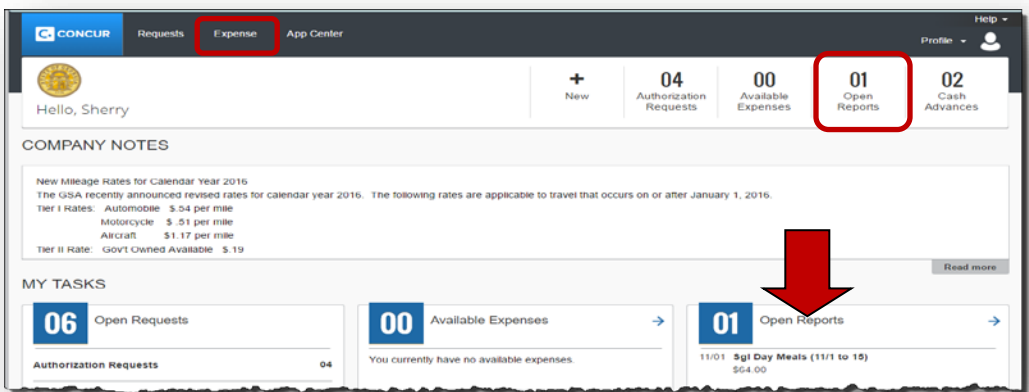 Help
C. CONCUR Requests Expense App Center
Profile
Hello, Sherry
+ New
04 Authorization Requests
00 Available Expenses
01 Open Reports
02 Cash Advances
COMPANY NOTES
New Mileage Rates for Calendar Year 2016
The GSA recently announced revised rates for calendar year 2016. The following rates are applicable to travel that occurs on or after January 1, 2016.
Tier I Rates: Automobile $.54 per mile
Motorcycle $ .51 per mile
Aircraft $1.17 per mile
Tier II Rate: Gov't Owned Available $.19
Read more
MY TASKS
06 Open Requests
Authorization Requests 04
00 Available Expenses
You currently have no available expenses.
01 Open Reports
11/01 Sgl Day Meals (11/1 to 15)
$64.00